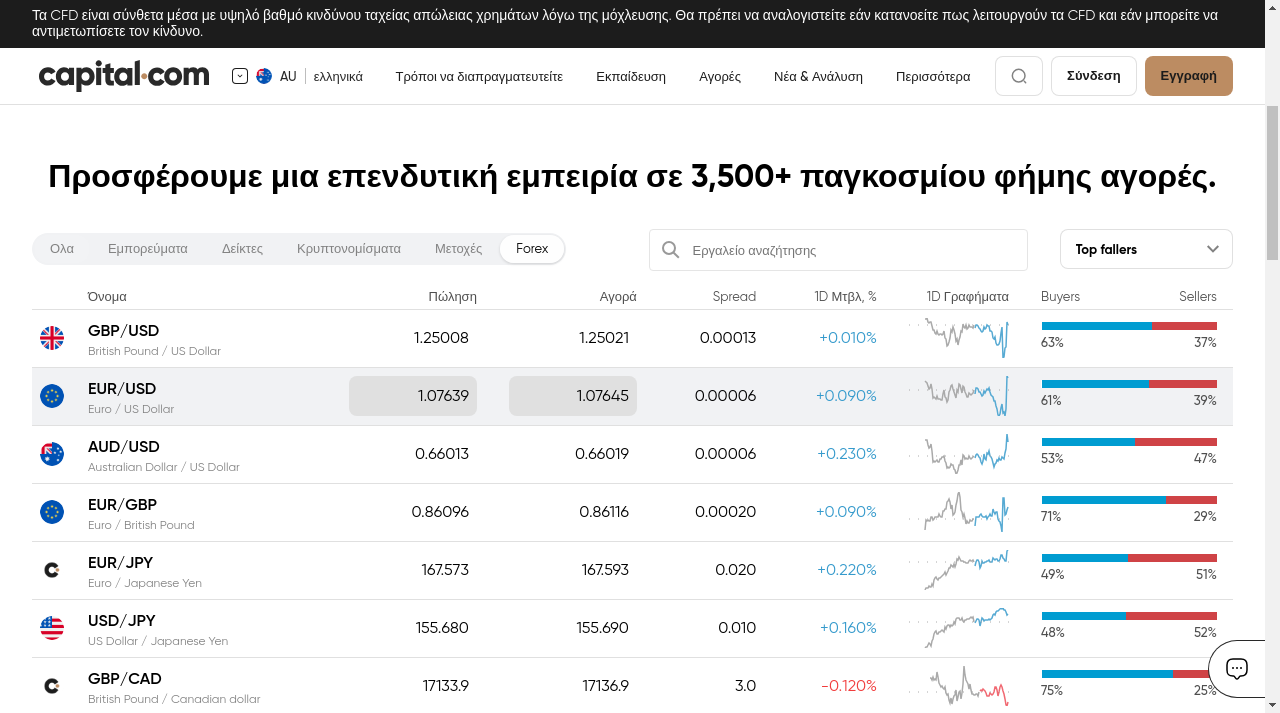 Τα CFD είναι σύνθετα μέσα με υψηλό βαθμό κινδύνου ταχείας απώλειας χρημάτων λόγω της μόχλευσης. Θα πρέπει να αναλογιστείτε εάν κατανοείτε πως λειτουργούν τα CFD και εάν μπορείτε να
αντιμετωπίσετε τον κίνδυνο.
capital.com AU ελληνικά Τρόποι να διαπραγματευτείτε Εκπαίδευση Αγορές Νέα & Ανάλυση Περισσότερα Σύνδεση Εγγραφή
Προσφέρουμε μια επενδυτική εμπειρία σε 3,500+ παγκοσμίου φήμης αγορές.
Ολα Εμπορεύματα Δείκτες Κρυπτονομίσματα Μετοχές Forex Εργαλείο αναζήτησης Top fallers
Όνομα Πώληση Αγορά Spread 1D Μτβλ, % 1D Γραφήματα Buyers Sellers
GBP/USD 1.25008 1.25021 0.00013 +0.010%
British Pound / US Dollar 63% 37%
EUR/USD 1.07639 1.07645 0.00006 +0.090%
Euro / US Dollar 61% 39%
AUD/USD 0.66013 0.66019 0.00006 +0.230%
Australian Dollar / US Dollar 53% 47%
EUR/GBP 0.86096 0.86116 0.00020 +0.090%
Euro / British Pound 71% 29%
EUR/JPY 167.573 167.593 0.020 +0.220%
Euro / Japanese Yen 49% 51%
USD/JPY 155.680 155.690 0.010 +0.160%
US Dollar / Japanese Yen 48% 52%
GBP/CAD 17133.9 17136.9 3.0 -0.120%
British Pound / Canadian dollar 75% 25%